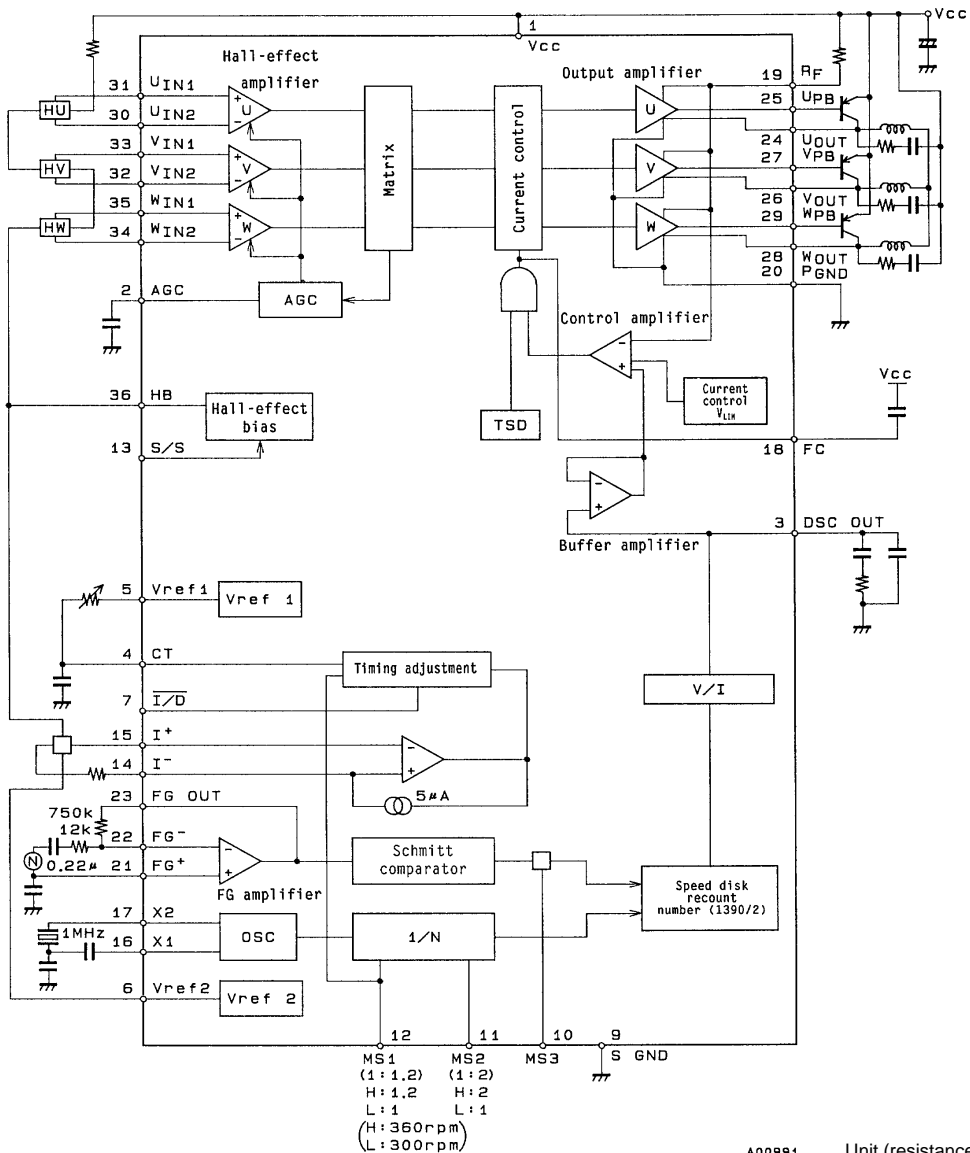 Vcc
1
Vcc
Hall-effect
amplifier
Output amplifier
31 UIN1
30 UIN2
33 VIN1
32 VIN2
35 WIN1
34 WIN2
HU
HV
HW
+
-
U
+
-
V
+
-
W
Matrix
Current control
U
V
W
19 RF
25 UPB
24 UOUT
27 VPB
26 VOUT
29 WPB
28 WOUT
20 PGND
2 AGC
AGC
Control amplifier
-
+
Current
control
VLIM
TSD
Vcc
18 FC
36 HB
Hall-effect
bias
13 S/S
-
+
Buffer amplifier
3 DSC OUT
5 Vref1
Vref 1
4 CT
Timing adjustment
7 I/D
V/I
15 I+
14 I-
-
+
5μA
23 FG OUT
750k
12k
22 FG-
N
0.22μ
21 FG+
-
+
FG amplifier
Schmitt
comparator
Speed disk
recount
number (1390/2)
17 X2
1MHz
16 X1
OSC
1/N
6 Vref2
Vref 2
12 11 10 9
MS1 MS2 MS3 S GND
(1:1.2) (1:2)
H:1.2 H:2
L:1 L:1
(H:360rpm
L:300rpm)
A00991 Unit (resistance